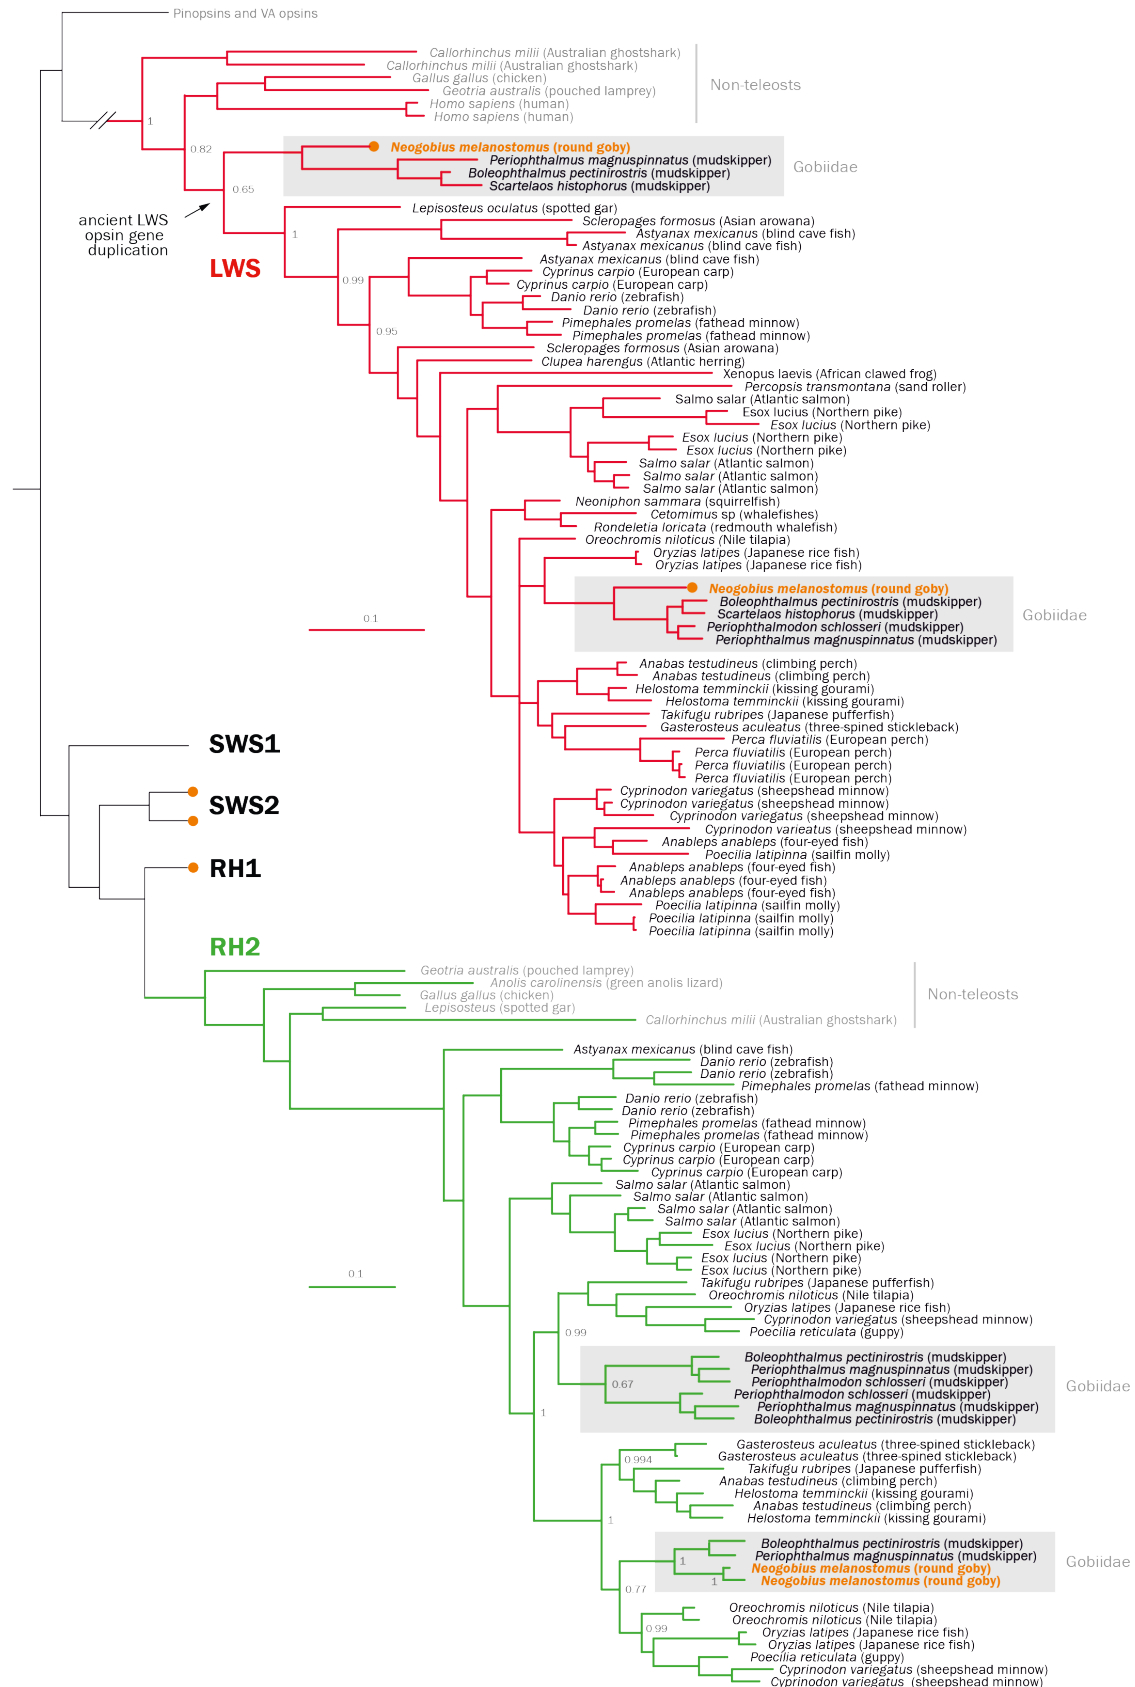 Pinopsins and VA opsins
Callorhinchus milii (Australian ghostshark)
Callorhinchus milii (Australian ghostshark)
Gallus gallus (chicken)
Geotria australis (pouched lamprey)
Homo sapiens (human)
Homo sapiens (human)
Non-teleosts
1
0.82
Neogobius melanostomus (round goby)
Periophthalmus magnuspinnatus (mudskipper)
Boleophthalmus pectinirostris (mudskipper)
Scartelaos histophorus (mudskipper)
Gobiidae
0.65
ancient LWS
opsin gene
duplication
LWS
1
Lepisosteus oculatus (spotted gar)
Scleropages formosus (Asian arowana)
Astyanax mexicanus (blind cave fish)
Astyanax mexicanus (blind cave fish)
0.99
Astyanax mexicanus (blind cave fish)
Cyprinus carpio (European carp)
Cyprinus carpio (European carp)
Danio rerio (zebrafish)
Danio rerio (zebrafish)
Pimephales promelas (fathead minnow)
Pimephales promelas (fathead minnow)
0.95
Scleropages formosus (Asian arowana)
Clupea harengus (Atlantic herring)
Xenopus laevis (African clawed frog)
Percopsis transmontana (sand roller)
Salmo salar (Atlantic salmon)
Esox lucius (Northern pike)
Esox lucius (Northern pike)
Esox lucius (Northern pike)
Esox lucius (Northern pike)
Salmo salar (Atlantic salmon)
Salmo salar (Atlantic salmon)
Salmo salar (Atlantic salmon)
Neoniphon sammara (squirrelfish)
Cetomimus sp (whalefishes)
Rondeletia loricata (redmouth whalefish)
Oreochromis niloticus (Nile tilapia)
Oryzias latipes (Japanese rice fish)
Oryzias latipes (Japanese rice fish)
Neogobius melanostomus (round goby)
Boleophthalmus pectinirostris (mudskipper)
Scartelaos histophorus (mudskipper)
Periophthalmodon schlosseri (mudskipper)
Periophthalmus magnuspinnatus (mudskipper)
Gobiidae
0.1
Anabas testudineus (climbing perch)
Anabas testudineus (climbing perch)
Helostoma temminckii (kissing gourami)
Helostoma temminckii (kissing gourami)
Takifugu rubripes (Japanese pufferfish)
Gasterosteus aculeatus (three-spined stickleback)
Perca fluviatilis (European perch)
Perca fluviatilis (European perch)
Perca fluviatilis (European perch)
Perca fluviatilis (European perch)
SWS1
Cyprinodon variegatus (sheepshead minnow)
Cyprinodon variegatus (sheepshead minnow)
Cyprinodon variegatus (sheepshead minnow)
SWS2
Cyprinodon varieatus (sheepshead minnow)
Anableps anableps (four-eyed fish)
Poecilia latipinna (sailfin molly)
Anableps anableps (four-eyed fish)
Anableps anableps (four-eyed fish)
Anableps anableps (four-eyed fish)
RH1
Poecilia latipinna (sailfin molly)
Poecilia latipinna (sailfin molly)
Poecilia latipinna (sailfin molly)
RH2
Geotria australis (pouched lamprey)
Anolis carolinensis (green anolis lizard)
Gallus gallus (chicken)
Lepisosteus (spotted gar)
Callorhinchus milii (Australian ghostshark)
Non-teleosts
Astyanax mexicanus (blind cave fish)
Danio rerio (zebrafish)
Danio rerio (zebrafish)
Pimephales promelas (fathead minnow)
Danio rerio (zebrafish)
Danio rerio (zebrafish)
Pimephales promelas (fathead minnow)
Pimephales promelas (fathead minnow)
Cyprinus carpio (European carp)
Cyprinus carpio (European carp)
Cyprinus carpio (European carp)
Salmo salar (Atlantic salmon)
Salmo salar (Atlantic salmon)
Salmo salar (Atlantic salmon)
Salmo salar (Atlantic salmon)
Esox lucius (Northern pike)
Esox lucius (Northern pike)
Esox lucius (Northern pike)
Esox lucius (Northern pike)
0.1
Takifugu rubripes (Japanese pufferfish)
Oreochromis niloticus (Nile tilapia)
Oryzias latipes (Japanese rice fish)
Cyprinodon variegatus (sheepshead minnow)
Poecilia reticulata (guppy)
0.99
Boleophthalmus pectinirostris (mudskipper)
Periophthalmus magnuspinnatus (mudskipper)
Periophthalmodon schlosseri (mudskipper)
Periophthalmodon schlosseri (mudskipper)
Periophthalmus magnuspinnatus (mudskipper)
Boleophthalmus pectinirostris (mudskipper)
0.67
Gobiidae
1
Gasterosteus aculeatus (three-spined stickleback)
Gasterosteus aculeatus (three-spined stickleback)
0.994
Takifugu rubripes (Japanese pufferfish)
Anabas testudineus (climbing perch)
Helostoma temminckii (kissing gourami)
Anabas testudineus (climbing perch)
Helostoma temminckii (kissing gourami)
1
Boleophthalmus pectinirostris (mudskipper)
Periophthalmus magnuspinnatus (mudskipper)
Neogobius melanostomus (round goby)
Neogobius melanostomus (round goby)
1
1
Gobiidae
0.77
Oreochromis niloticus (Nile tilapia)
Oreochromis niloticus (Nile tilapia)
0.99
Oryzias latipes (Japanese rice fish)
Oryzias latipes (Japanese rice fish)
Poecilia reticulata (guppy)
Cyprinodon variegatus (sheepshead minnow)
Cyprinodon variegatus (sheepshead minnow)